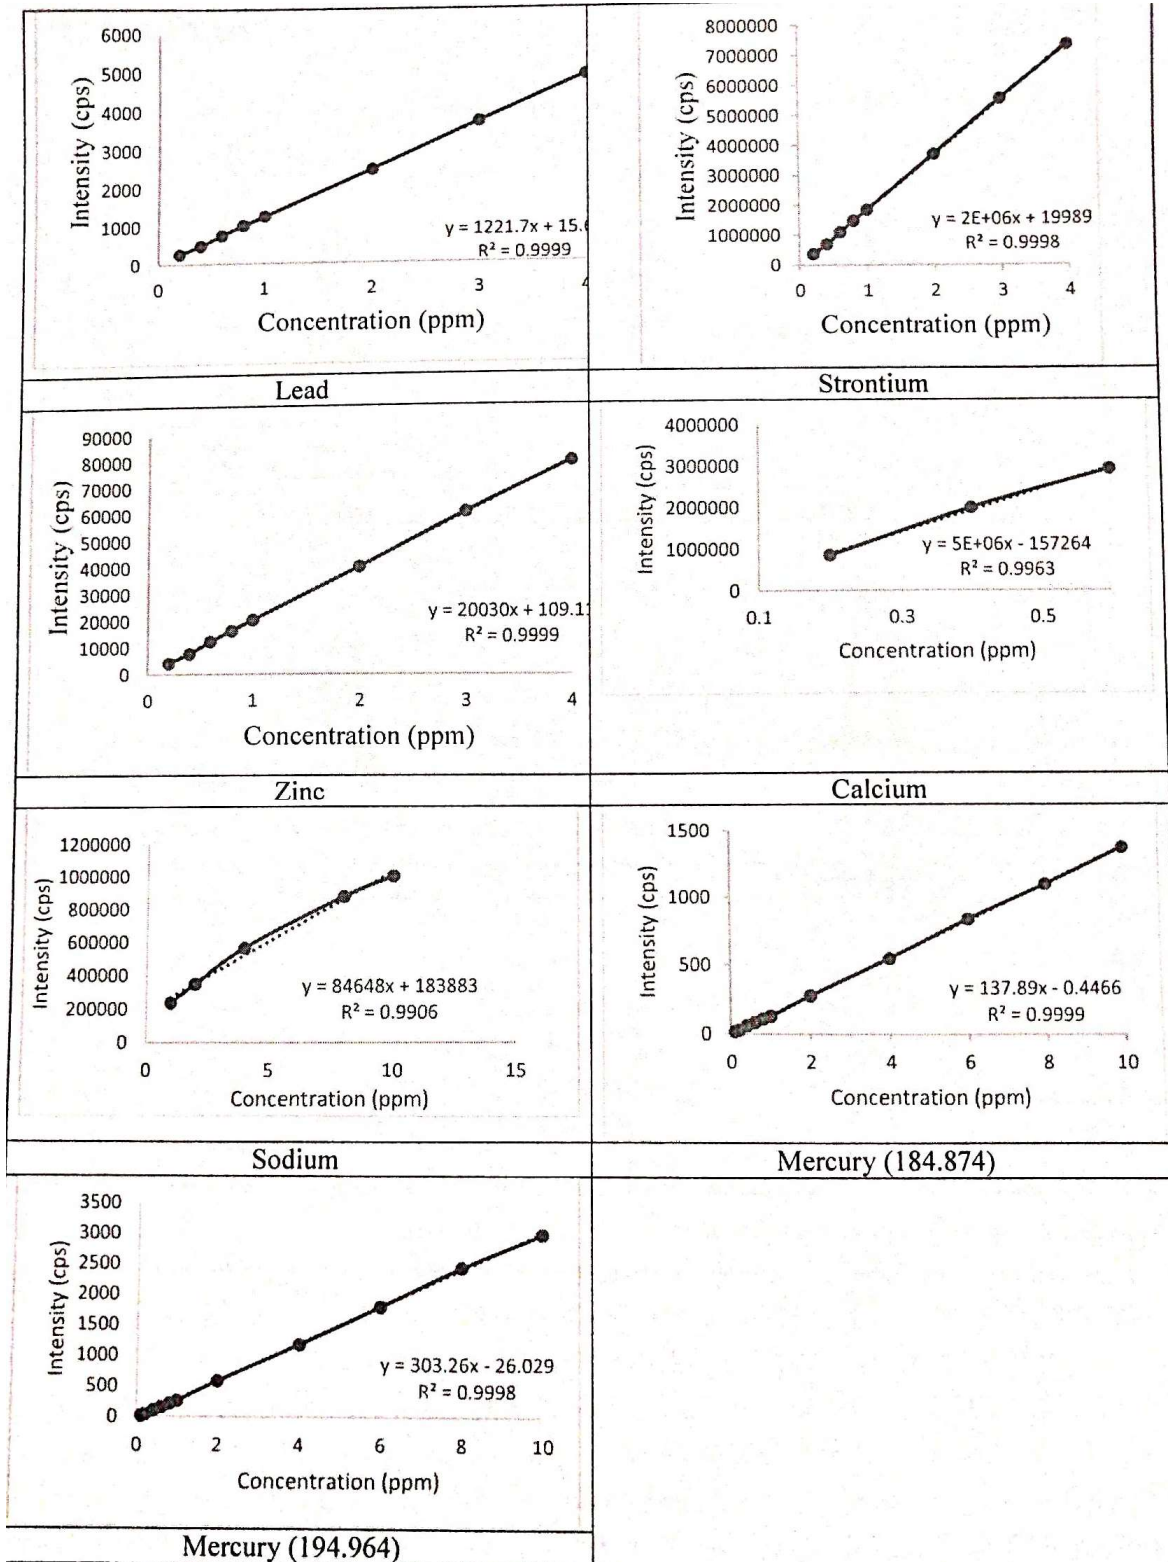 6000
5000
4000
3000
2000
1000
0
Intensity (cps)
y = 1221.7x + 15.6
R² = 0.9999
0 1 2 3 4
Concentration (ppm)
Lead
8000000
7000000
6000000
5000000
4000000
3000000
2000000
1000000
0
Intensity (cps)
y = 2E+06x + 19989
R² = 0.9998
0 1 2 3 4
Concentration (ppm)
Strontium
90000
80000
70000
60000
50000
40000
30000
20000
10000
0
Intensity (cps)
y = 20030x + 109.11
R² = 0.9999
0 1 2 3 4
Concentration (ppm)
Zinc
4000000
3000000
2000000
1000000
0
Intensity (cps)
y = 5E+06x - 157264
R² = 0.9963
0.1 0.3 0.5
Concentration (ppm)
Calcium
1200000
1000000
800000
600000
400000
200000
0
Intensity (cps)
y = 84648x + 183883
R² = 0.9906
0 5 10 15
Concentration (ppm)
Sodium
1500
1000
500
0
Intensity (cps)
y = 137.89x - 0.4466
R² = 0.9999
0 2 4 6 8 10
Concentration (ppm)
Mercury (184.874)
3500
3000
2500
2000
1500
1000
500
0
Intensity (cps)
y = 303.26x - 26.029
R² = 0.9998
0 2 4 6 8 10
Concentration (ppm)
Mercury (194.964)